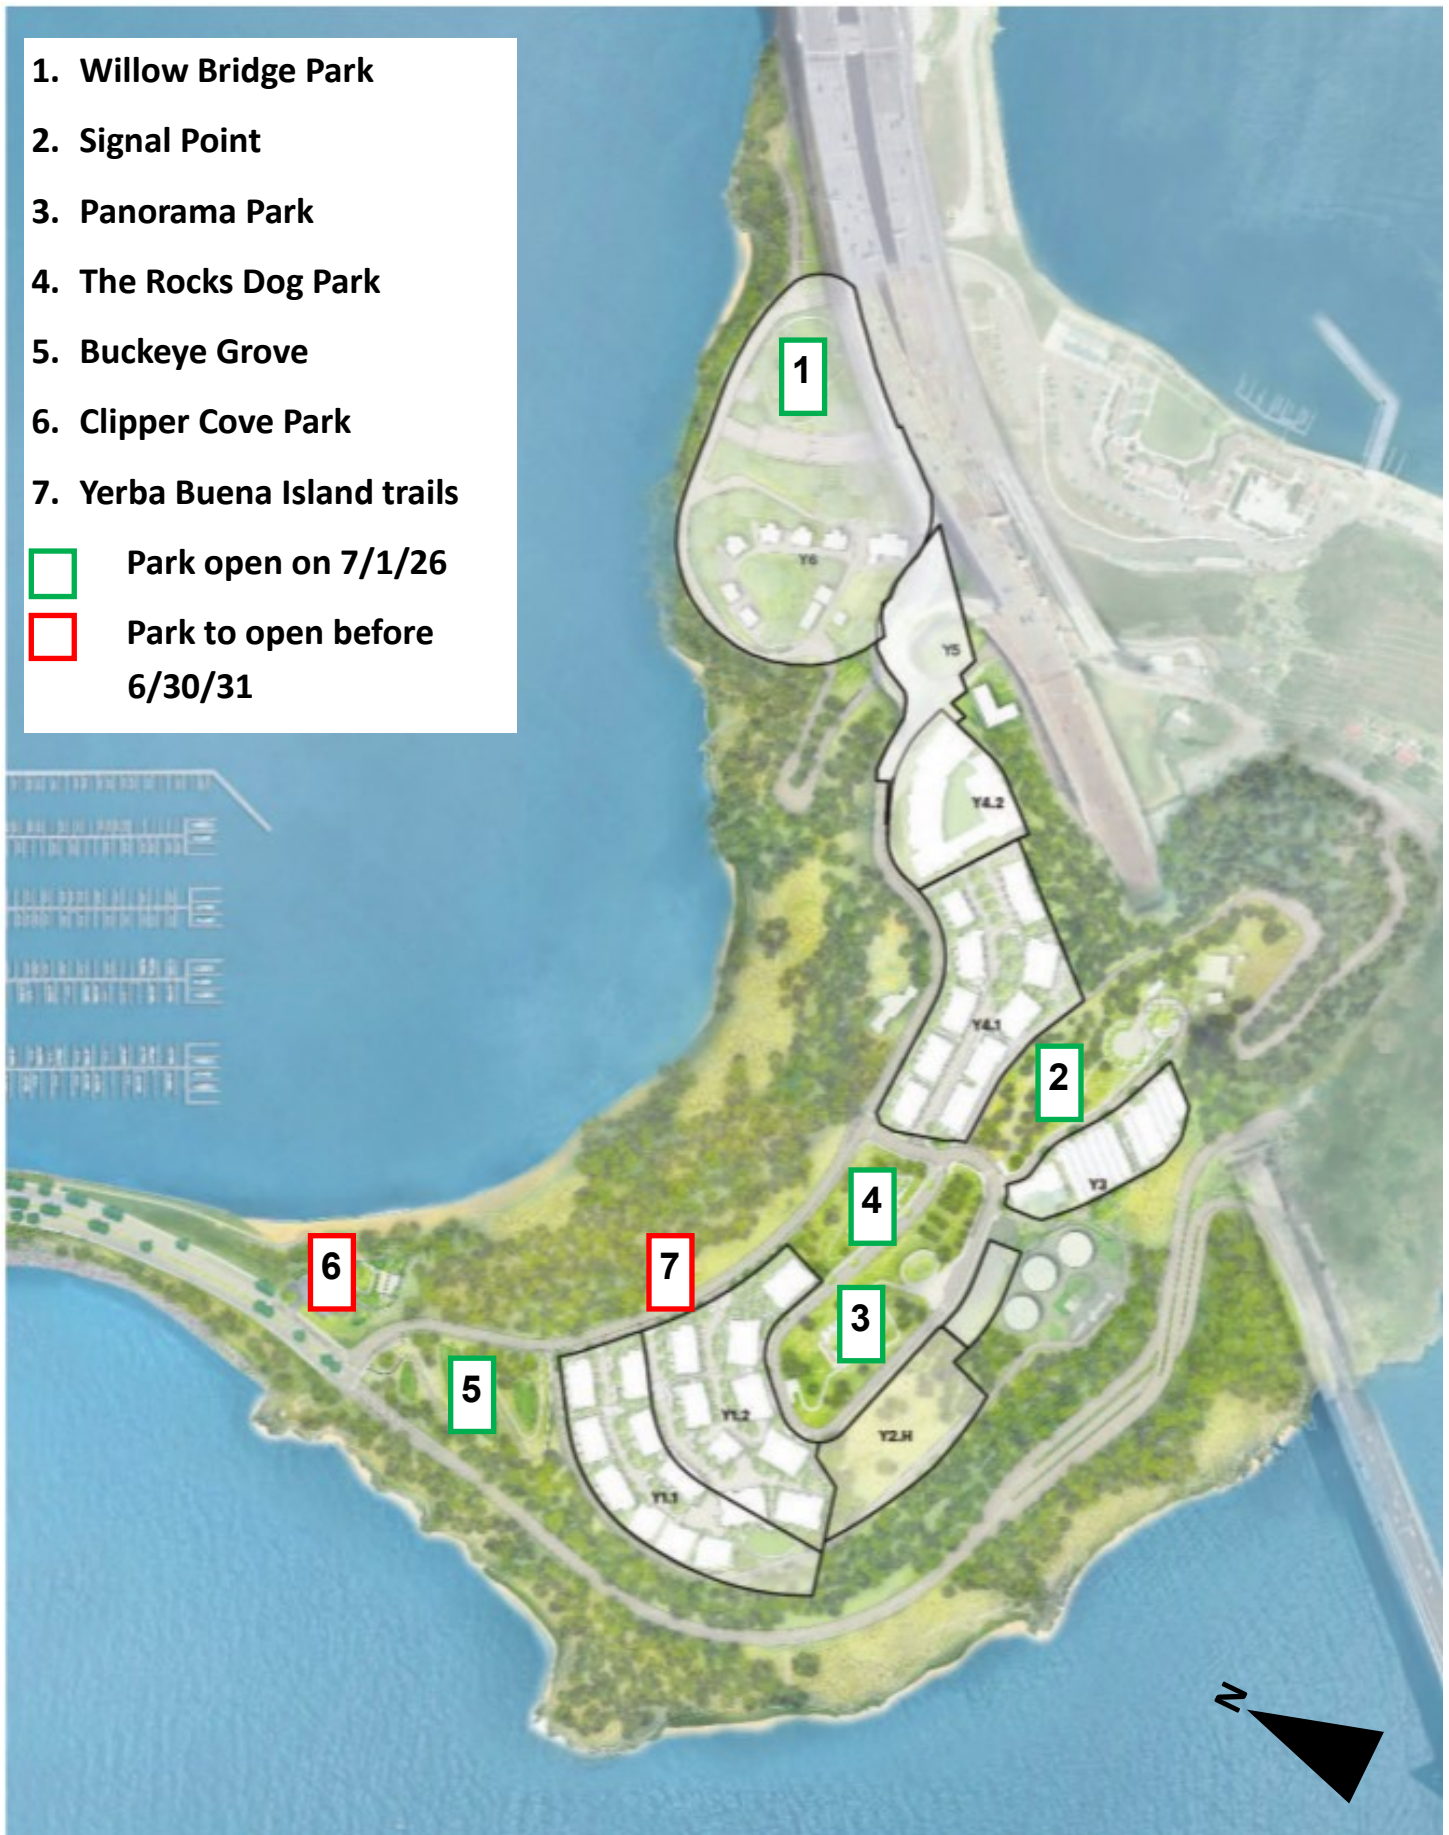 1. Willow Bridge Park
2. Signal Point
3. Panorama Park
4. The Rocks Dog Park
5. Buckeye Grove
6. Clipper Cove Park
7. Yerba Buena Island trails
Park open on 7/1/26
Park to open before
6/30/31
1
Y6
Y5
Y4.2
Y4.1
2
Y3
4
6
7
3
5
Y1.2
Y2.H
Y1.1
N